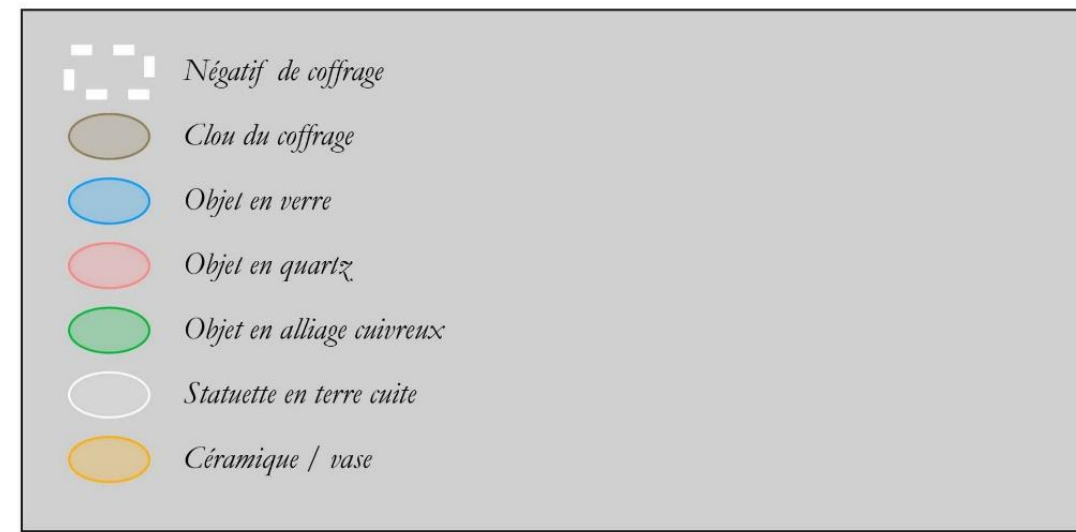 Négatif de coffrage
Clou du coffrage
Objet en verre
Objet en quartz
Objet en alliage cuivreux
Statuette en terre cuite
Céramique / vase